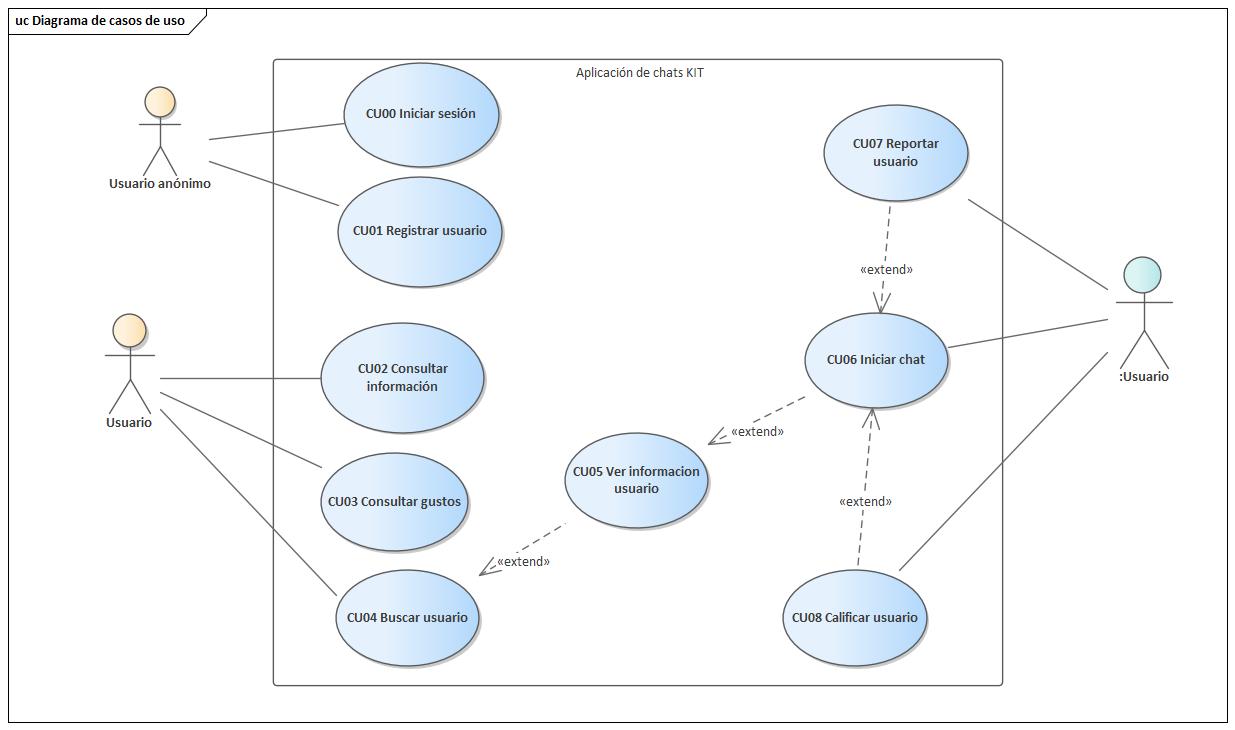 uc Diagrama de casos de uso
Aplicación de chats KIT
CU00 Iniciar sesión
Usuario anónimo
CU01 Registrar usuario
CU07 Reportar
usuario
«extend»
:Usuario
CU06 Iniciar chat
Usuario
CU02 Consultar
información
«extend»
CU05 Ver informacion
usuario
CU03 Consultar gustos
«extend»
«extend»
CU04 Buscar usuario
CU08 Calificar usuario